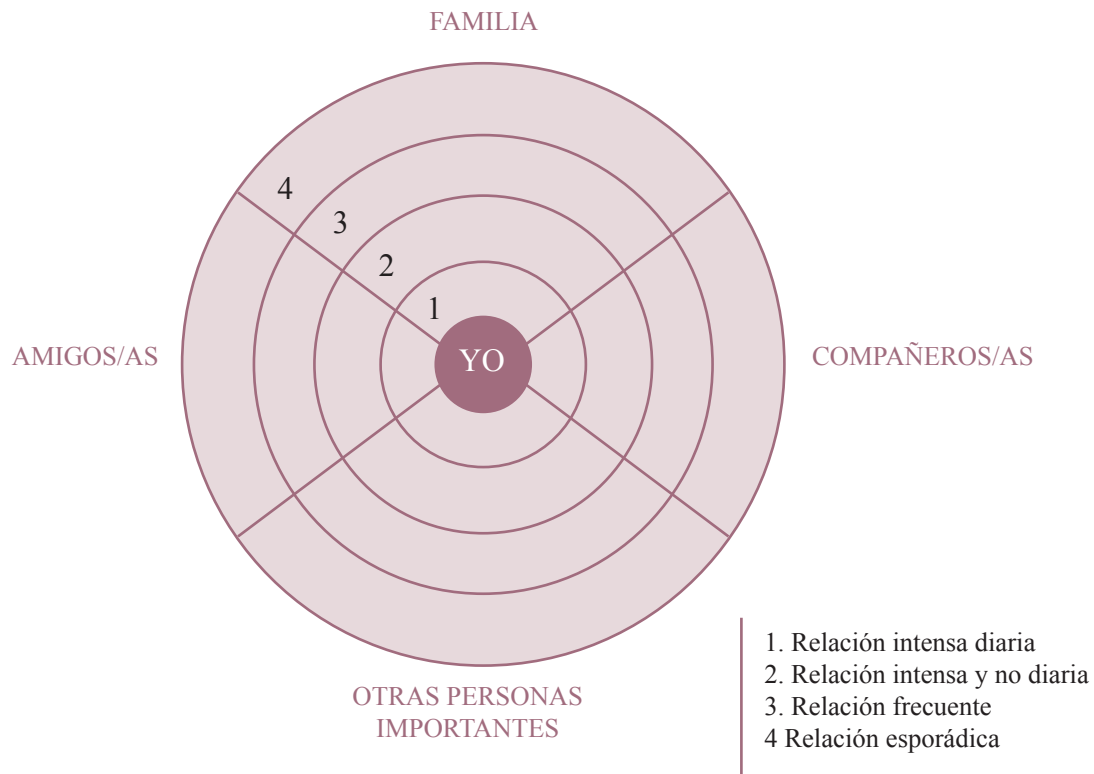 FAMILIA
4
3
2
1
AMIGOS/AS
YO
COMPAÑEROS/AS
OTRAS PERSONAS
IMPORTANTES
1. Relación intensa diaria
2. Relación intensa y no diaria
3. Relación frecuente
4 Relación esporádica